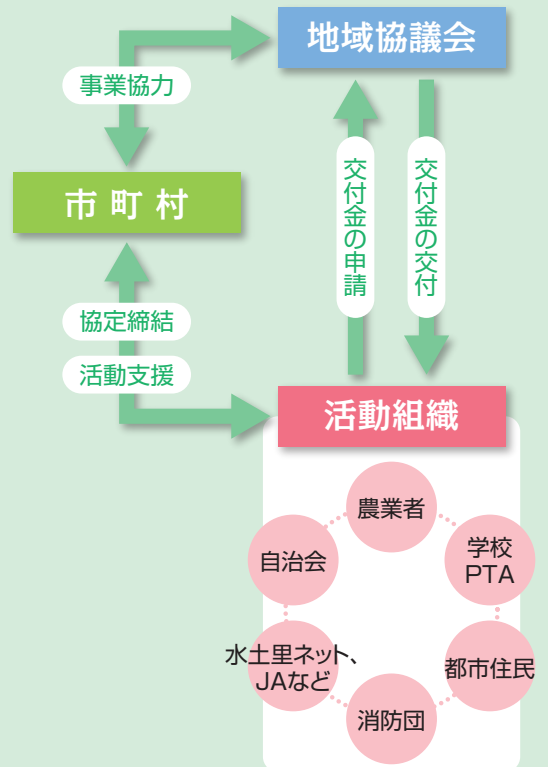 地域協議会
事業協力
市町村
交付金の申請
交付金の交付
協定締結
活動支援
活動組織
農業者
自治会
学校
PTA
水土里ネット、
JAなど
都市住民
消防団